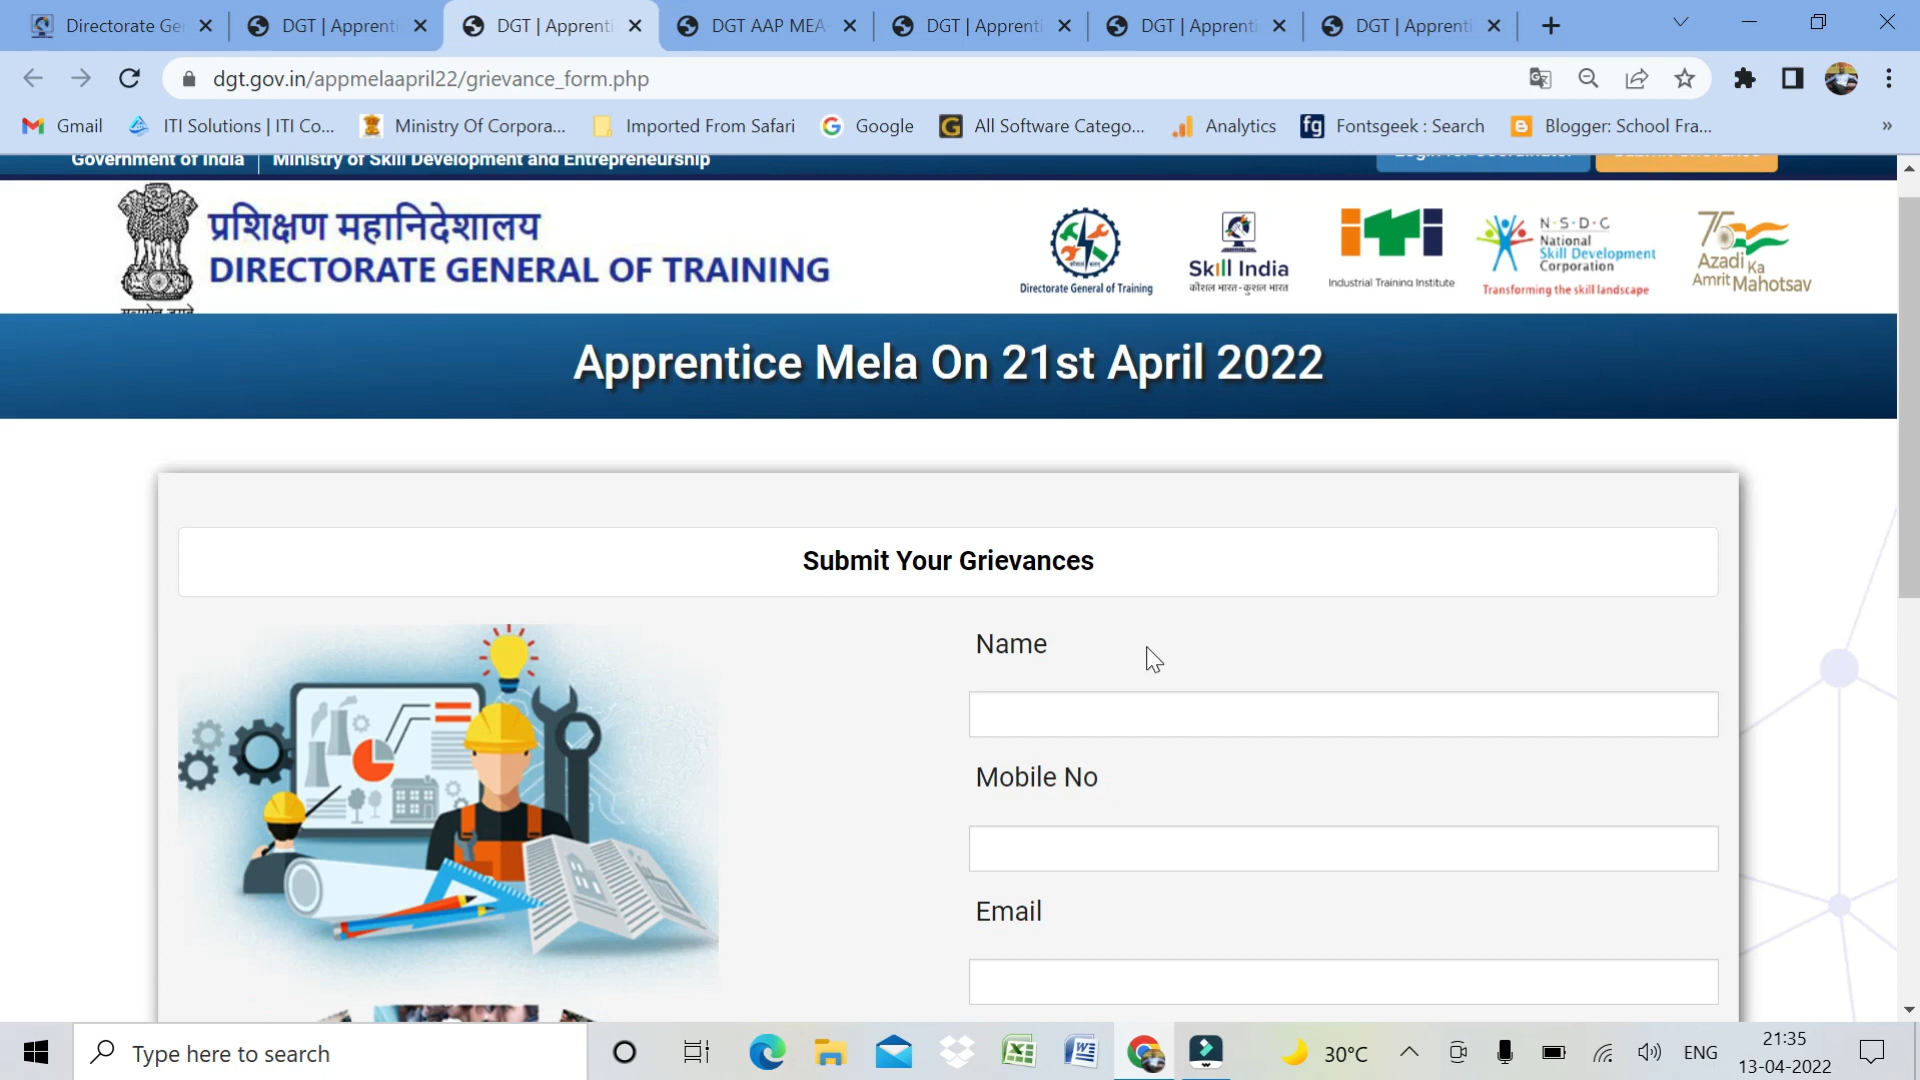 Directorate Ge
DGT | Apprenti
DGT | Apprenti
DGT AAP MEA
DGT | Apprenti
DGT | Apprenti
DGT | Apprenti
dgt.gov.in/appmelaapril22/grievance_form.php
Gmail
ITI Solutions | ITI Co...
Ministry Of Corpora...
Imported From Safari
Google
All Software Catego...
Analytics
fg
Fontsgeek : Search
Blogger: School Fra...
»
Government of India | Ministry of Skill Development and Entrepreneurship
प्रशिक्षण महानिदेशालय
DIRECTORATE GENERAL OF TRAINING
Directorate General of Training
Skill India
कौशल भारत-कुशल भारत
iTi
Industrial Training Institute
N·S·D·C
National
Skill Development
Corporation
Transforming the skill landscape
75
Azadi Ka
Amrit Mahotsav
Apprentice Mela On 21st April 2022
Submit Your Grievances
Name
Mobile No
Email
Type here to search
30°C
ENG
21:35
13-04-2022